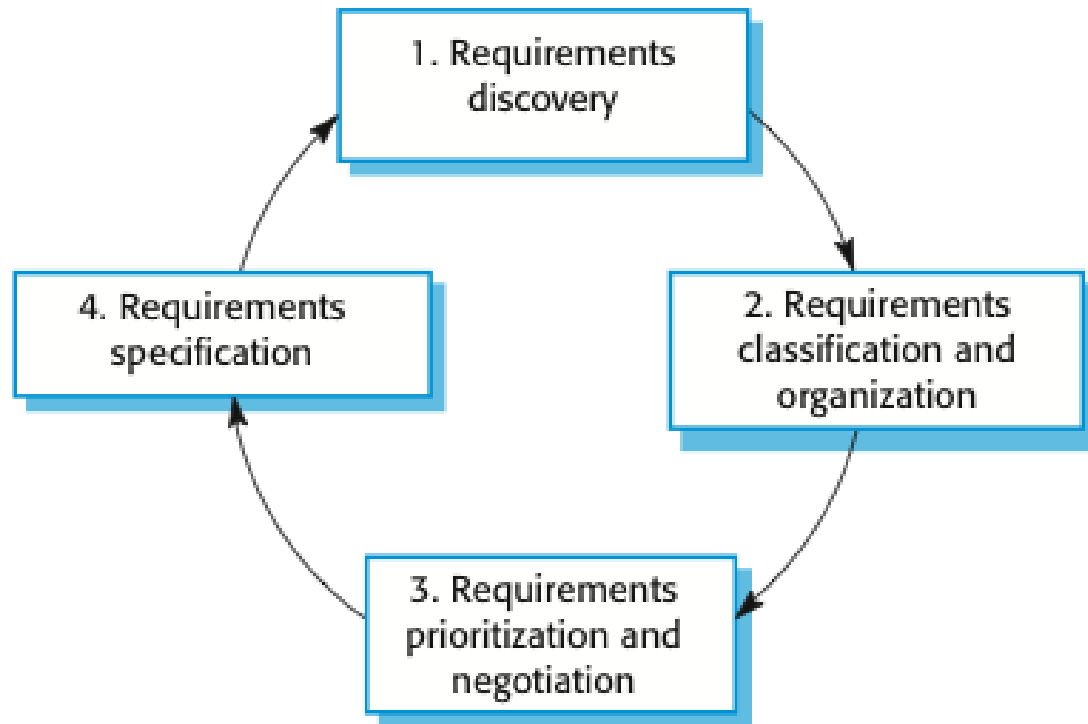 1. Requirements
discovery
2. Requirements
classification and
organization
3. Requirements
prioritization and
negotiation
4. Requirements
specification